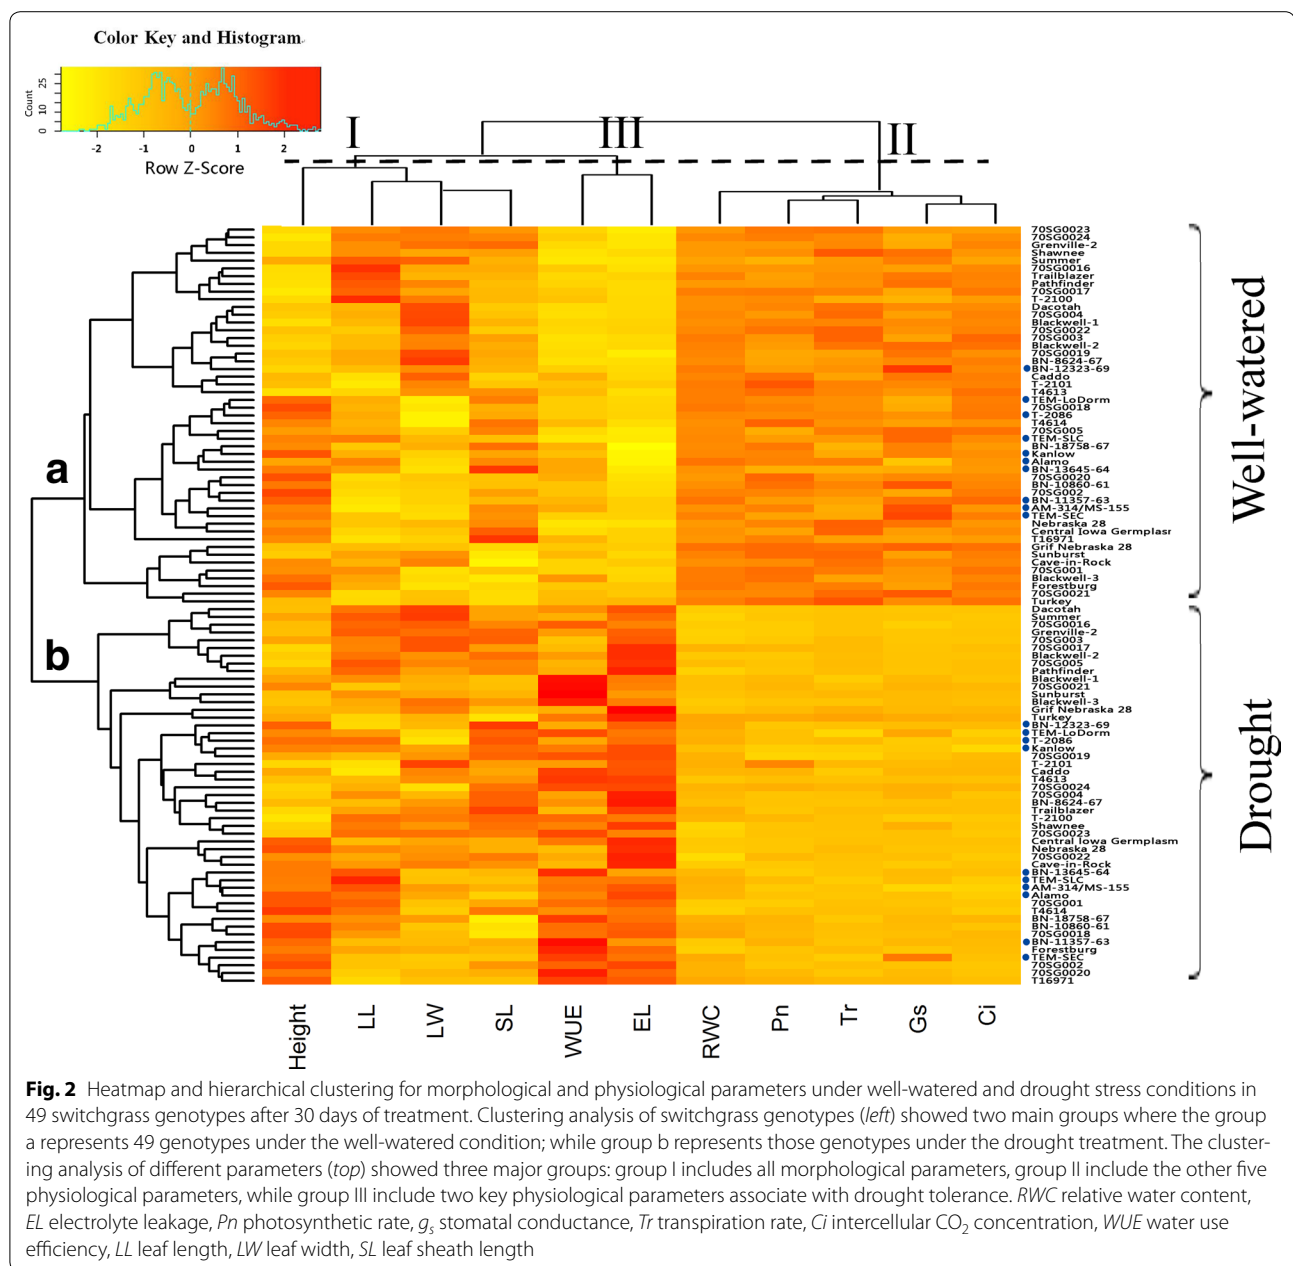 Color Key and Histogram
Count
0 10 25
-2 -1 0 1 2
Row Z-Score
I
III
II
a
b
70SG0023
70SG0024
Grenville-2
Shawnee
Summer
70SG0016
Trailblazer
Pathfinder
70SG0017
T-2100
Dacotah
70SG004
Blackwell-1
70SG0022
70SG003
Blackwell-2
70SG0019
BN-8624-67
BN-12323-69
Caddo
T-2101
T4613
TEM-LoDorm
70SG0018
T-2086
T4614
70SG005
TEM-SLC
BN-18758-67
Kanlow
Alamo
BN-13645-64
70SG0020
BN-10860-61
70SG002
BN-11357-63
AM-314/MS-155
TEM-SEC
Nebraska 28
Central Iowa Germplasr
T16971
Grif Nebraska 28
Sunburst
Cave-in-Rock
70SG001
Blackwell-3
Forestburg
70SG0021
Turkey
Dacotah
Summer
70SG0016
Grenville-2
70SG003
70SG0017
Blackwell-2
70SG005
Pathfinder
Blackwell-1
70SG0021
Sunburst
Blackwell-3
Grif Nebraska 28
Turkey
BN-12323-69
TEM-LoDorm
T-2086
Kanlow
70SG0019
T-2101
Caddo
T4613
70SG0024
70SG004
BN-8624-67
Trailblazer
T-2100
Shawnee
70SG0023
Central Iowa Germplasm
Nebraska 28
70SG0022
Cave-in-Rock
BN-13645-64
TEM-SLC
AM-314/MS-155
Alamo
70SG001
T4614
BN-18758-67
BN-10860-61
70SG0018
BN-11357-63
Forestburg
TEM-SEC
70SG002
70SG0020
T16971
Well-watered
Drought
Height LL LW SL WUE EL RWC Pn Tr Gs Ci
Fig. 2 Heatmap and hierarchical clustering for morphological and physiological parameters under well-watered and drought stress conditions in
49 switchgrass genotypes after 30 days of treatment. Clustering analysis of switchgrass genotypes (left) showed two main groups where the group
a represents 49 genotypes under the well-watered condition; while group b represents those genotypes under the drought treatment. The cluster-
ing analysis of different parameters (top) showed three major groups: group I includes all morphological parameters, group II include the other five
physiological parameters, while group III include two key physiological parameters associate with drought tolerance. RWC relative water content,
EL electrolyte leakage, Pn photosynthetic rate, gs stomatal conductance, Tr transpiration rate, Ci intercellular CO2 concentration, WUE water use
efficiency, LL leaf length, LW leaf width, SL leaf sheath length